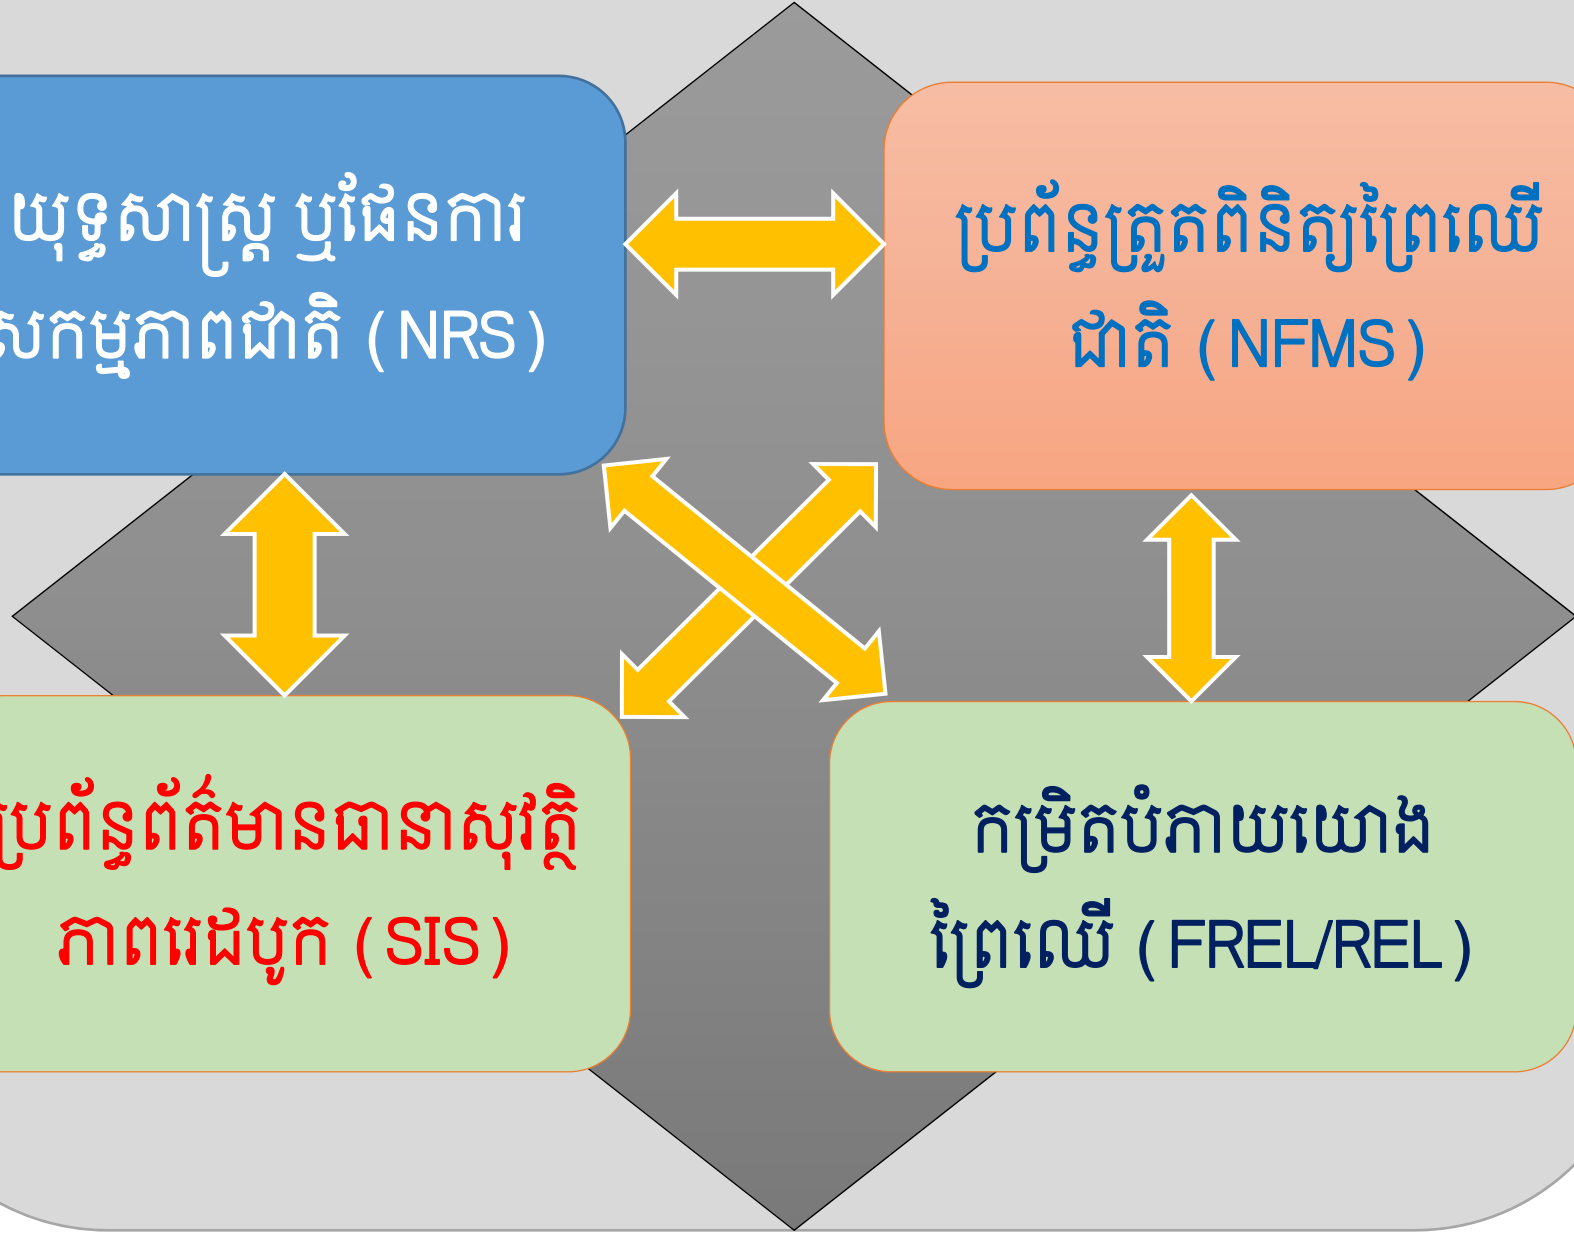 យុទ្ធសាស្ត្រ ឬផែនការ
សកម្មភាពជាតិ (NRS)
ប្រព័ន្ធត្រួតពិនិត្យព្រៃឈើ
ជាតិ (NFMS)
ប្រព័ន្ធព័ត៌មានធានាសុវត្ថិ
ភាពរេដបូក (SIS)
កម្រិតបំភាយយោង
ព្រៃឈើ (FREL/REL)